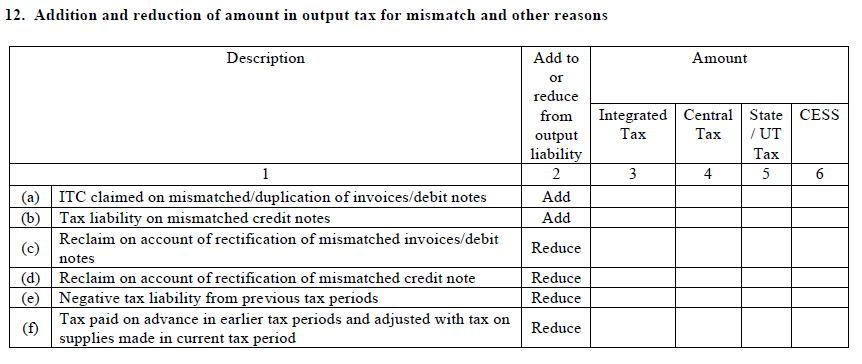 12. Addition and reduction of amount in output tax for mismatch and other reasons
Description
Add to
or
reduce
from
output
liability
Amount
Integrated
Tax
Central
Tax
State
/ UT
Tax
CESS
1
2
3
4
5
6
(a) ITC claimed on mismatched/duplication of invoices/debit notes Add
(b) Tax liability on mismatched credit notes Add
(c) Reclaim on account of rectification of mismatched invoices/debit
notes
Reduce
(d) Reclaim on account of rectification of mismatched credit note Reduce
(e) Negative tax liability from previous tax periods Reduce
(f) Tax paid on advance in earlier tax periods and adjusted with tax on
supplies made in current tax period
Reduce